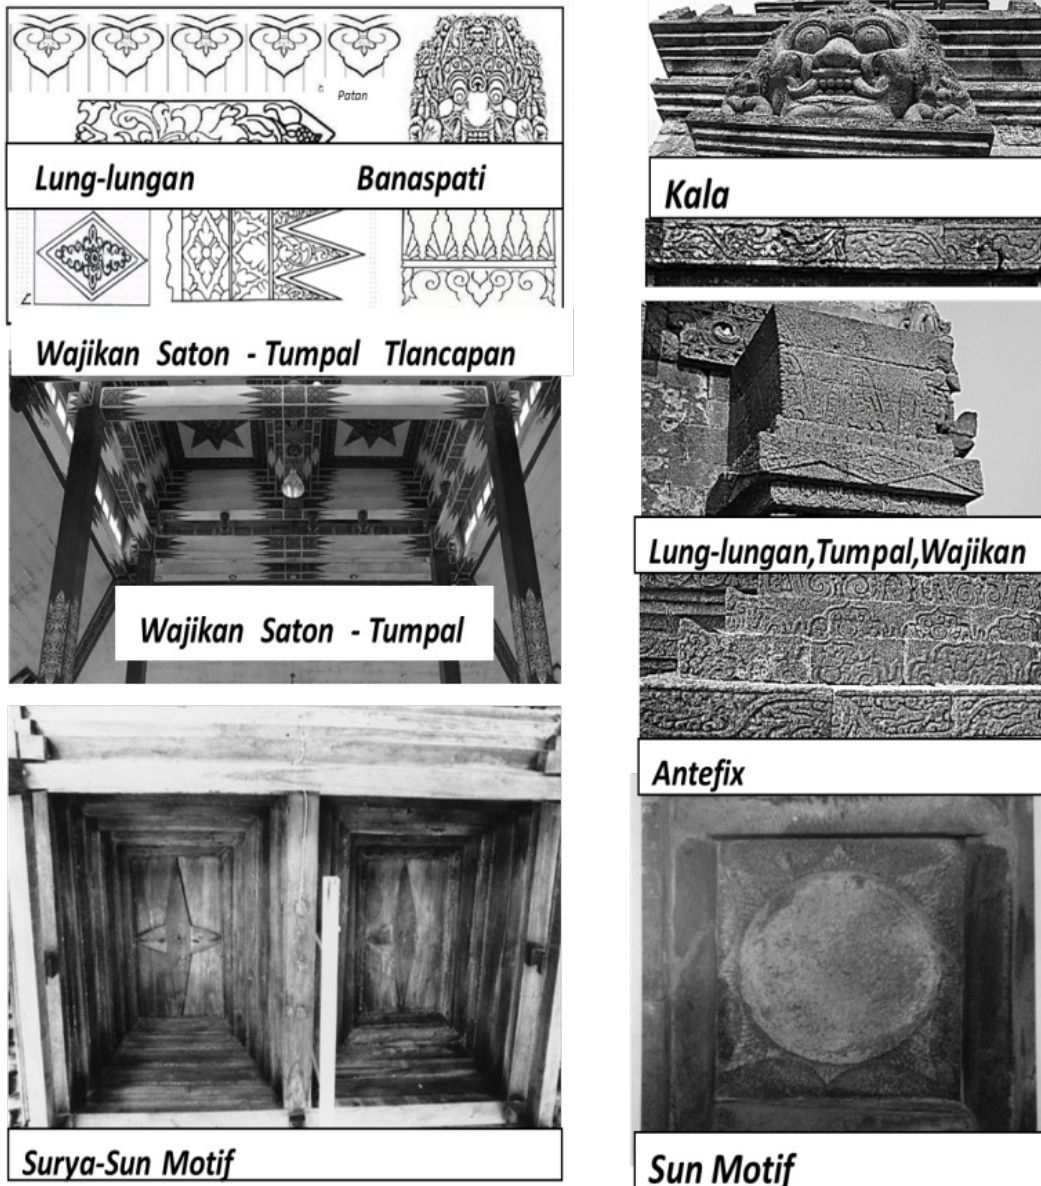 Patan
Lung-lungan Banaspati
Wajikan Saton - Tumpal Tlancapan
Wajikan Saton - Tumpal
Surya-Sun Motif
Kala
Lung-lungan,Tumpal,Wajikan
Antefix
Sun Motif